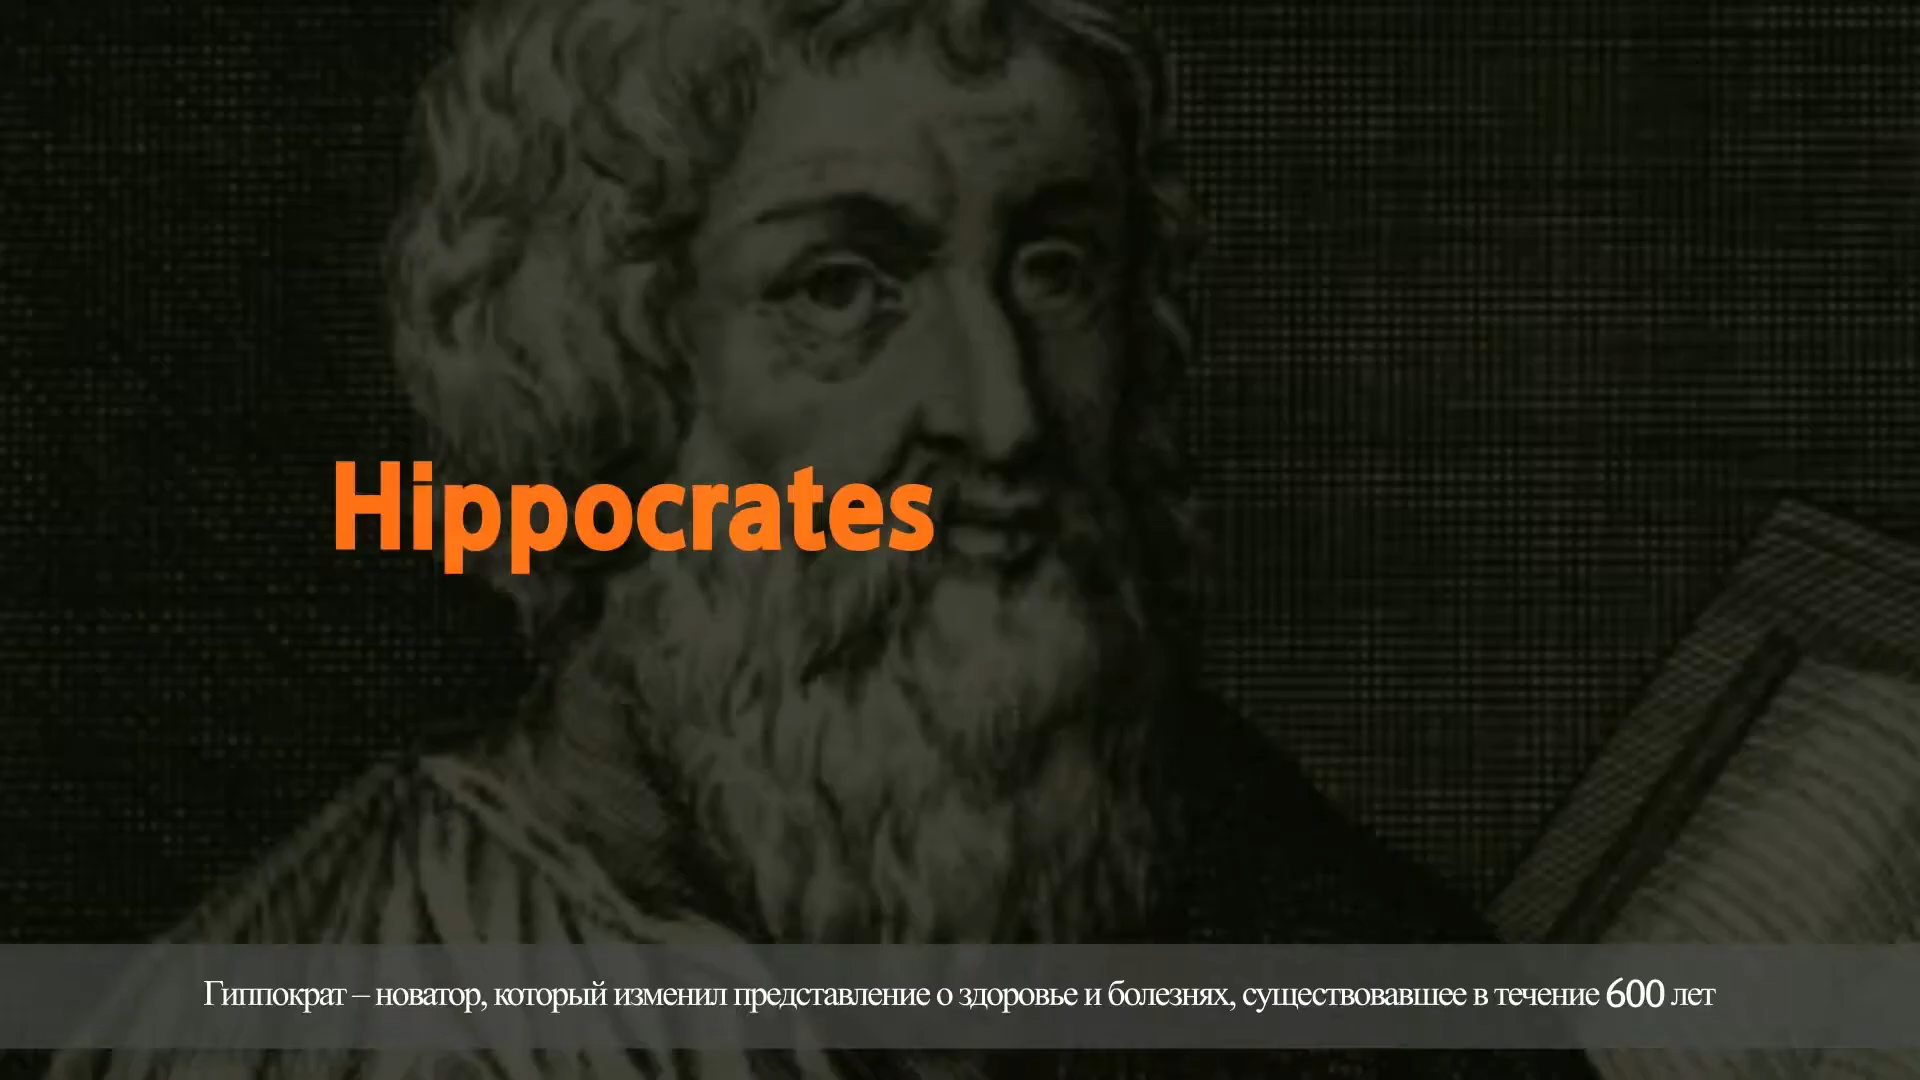 Hippocrates
Гиппократ – новатор, который изменил представление о здоровье и болезнях, существовавшее в течение 600 лет